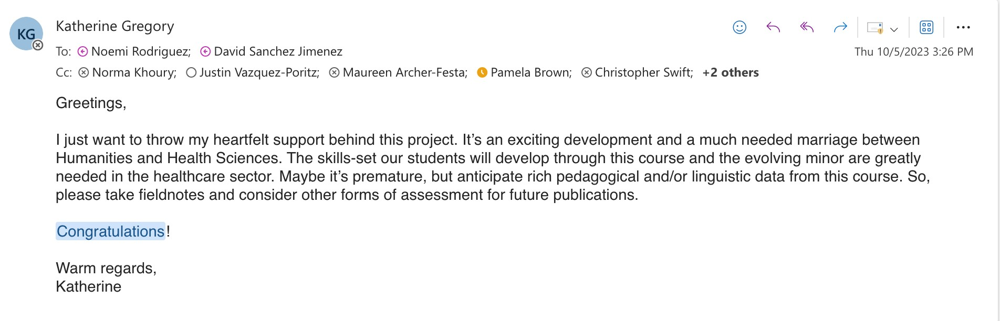 KG
Katherine Gregory
To: Noemi Rodriguez; David Sanchez Jimenez
Thu 10/5/2023 3:26 PM
Cc: Norma Khoury; Justin Vazquez-Poritz; Maureen Archer-Festa; Pamela Brown; Christopher Swift; +2 others
Greetings,
I just want to throw my heartfelt support behind this project. It’s an exciting development and a much needed marriage between
Humanities and Health Sciences. The skills-set our students will develop through this course and the evolving minor are greatly
needed in the healthcare sector. Maybe it’s premature, but anticipate rich pedagogical and/or linguistic data from this course. So,
please take fieldnotes and consider other forms of assessment for future publications.
Congratulations!
Warm regards,
Katherine